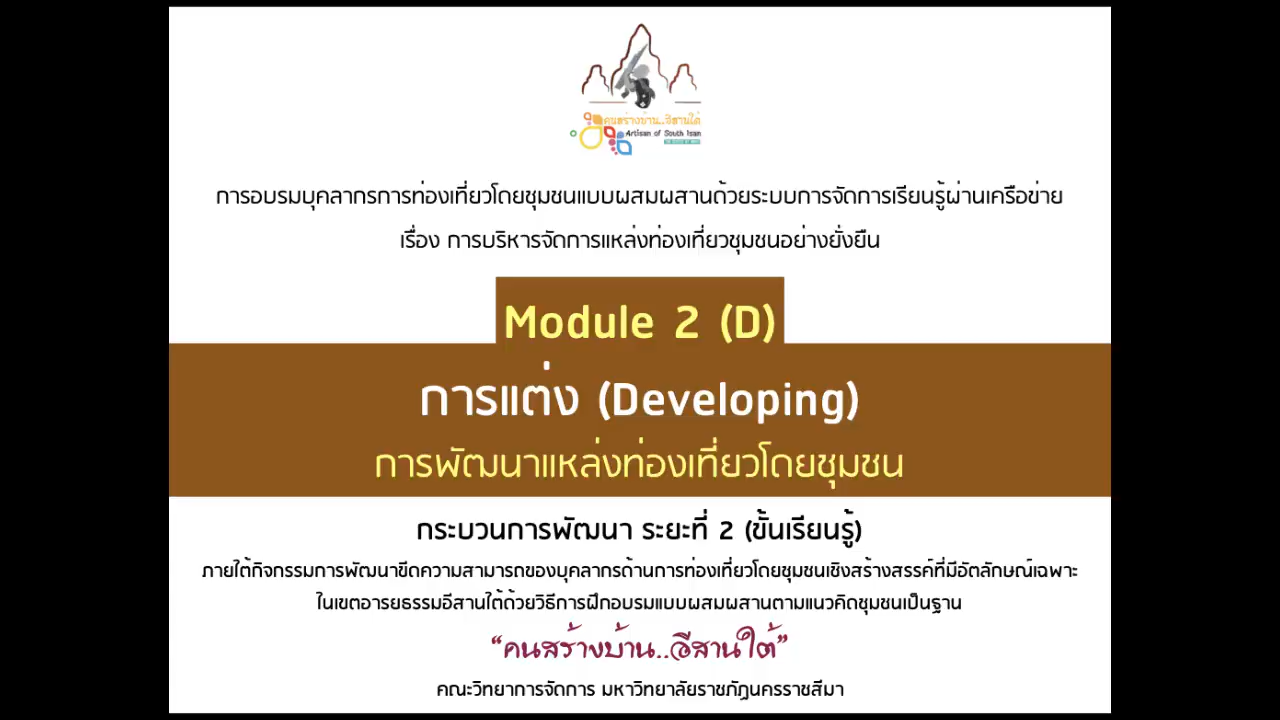 คนสร้างบ้าน..อีสานใต้
Artisan of South Isan
การอบรมบุคลากรการท่องเที่ยวโดยชุมชนแบบผสมผสานด้วยระบบการจัดการเรียนรู้ผ่านเครือข่าย
เรื่อง การบริหารจัดการแหล่งท่องเที่ยวชุมชนอย่างยั่งยืน
Module 2 (D)
การแต่ง (Developing)
การพัฒนาแหล่งท่องเที่ยวโดยชุมชน
กระบวนการพัฒนา ระยะที่ 2 (ขั้นเรียนรู้)
ภายใต้กิจกรรมการพัฒนาขีดความสามารถของบุคลากรด้านการท่องเที่ยวโดยชุมชนเชิงสร้างสรรค์ที่มีอัตลักษณ์เฉพาะ
ในเขตอารยธรรมอีสานใต้ด้วยวิธีการฝึกอบรมแบบผสมผสานตามแนวคิดชุมชนเป็นฐาน
“คนสร้างบ้าน..อีสานใต้”
คณะวิทยาการจัดการ มหาวิทยาลัยราชภัฏนครราชสีมา